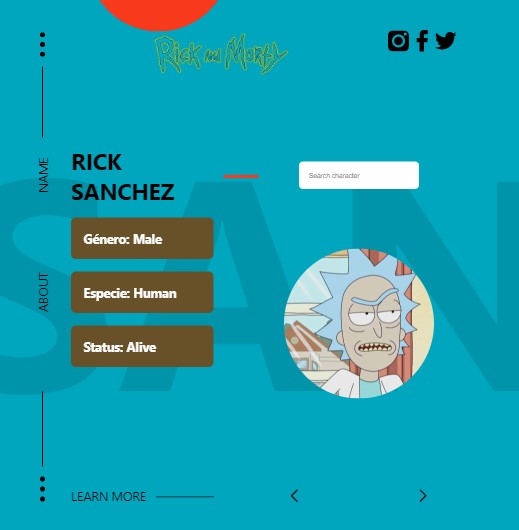 Rick and Morty
NAME
RICK
SANCHEZ
Search character
SAN
Género: Male
ABOUT
Especie: Human
Status: Alive
LEARN MORE